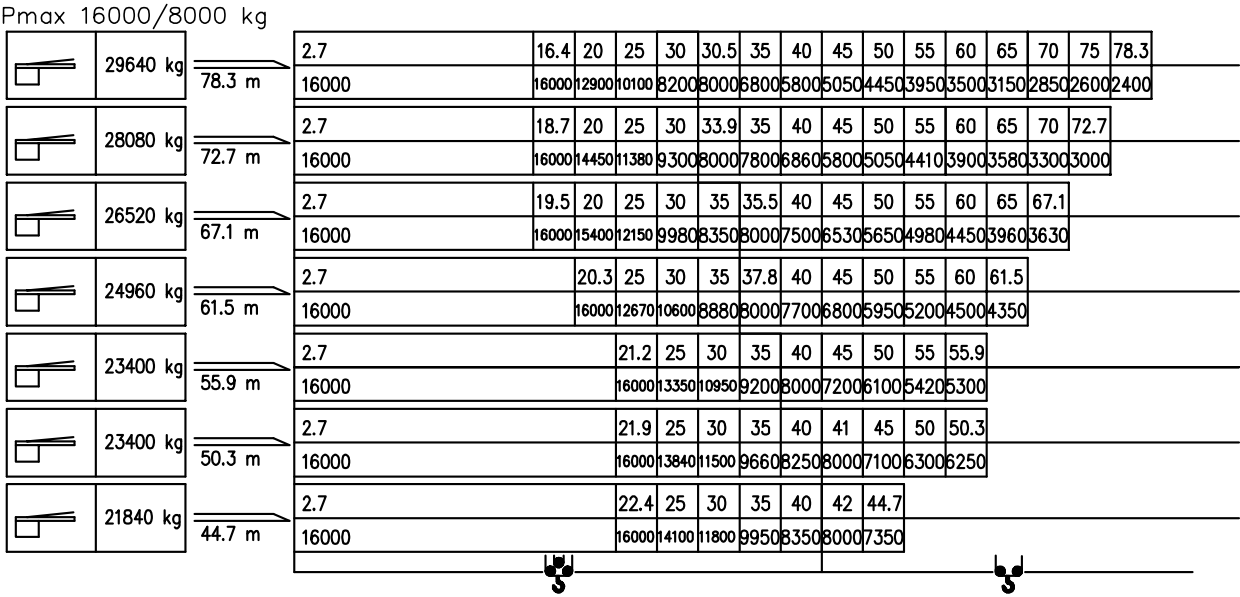 Pmax 16000/8000 kg
29640 kg 78.3 m 2.7 16.4 20 25 30 30.5 35 40 45 50 55 60 65 70 75 78.3
16000 16000 12900 10100 8200 8000 6800 5800 5050 4450 3950 3500 3150 2850 2600 2400
28080 kg 72.7 m 2.7 18.7 20 25 30 33.9 35 40 45 50 55 60 65 70 72.7
16000 16000 14450 11380 9300 8000 7800 6860 5800 5050 4410 3900 3580 3300 3000
26520 kg 67.1 m 2.7 19.5 20 25 30 35 35.5 40 45 50 55 60 65 67.1
16000 16000 15400 12150 9980 8350 8000 7500 6530 5650 4980 4450 3960 3630
24960 kg 61.5 m 2.7 20.3 25 30 35 37.8 40 45 50 55 60 61.5
16000 16000 12670 10600 8880 8000 7700 6800 5950 5200 4500 4350
23400 kg 55.9 m 2.7 21.2 25 30 35 40 45 50 55 55.9
16000 16000 13350 10950 9200 8000 7200 6100 5420 5300
23400 kg 50.3 m 2.7 21.9 25 30 35 40 41 45 50 50.3
16000 16000 13840 11500 9660 8250 8000 7100 6300 6250
21840 kg 44.7 m 2.7 22.4 25 30 35 40 42 44.7
16000 16000 14100 11800 9950 8350 8000 7350